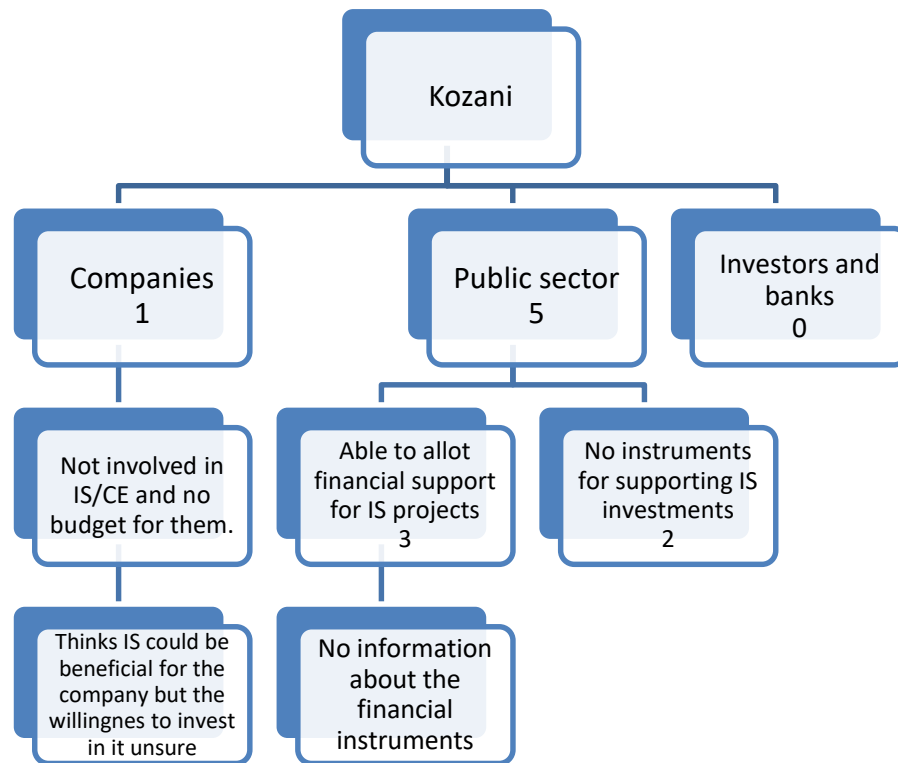 Kozani
Companies
1
Public sector
5
Investors and
banks
0
Not involved in
IS/CE and no
budget for them.
Able to allot
financial support
for IS projects
3
No instruments
for supporting IS
investments
2
Thinks IS could be
beneficial for the
company but the
willingnes to invest
in it unsure
No information
about the
financial
instruments